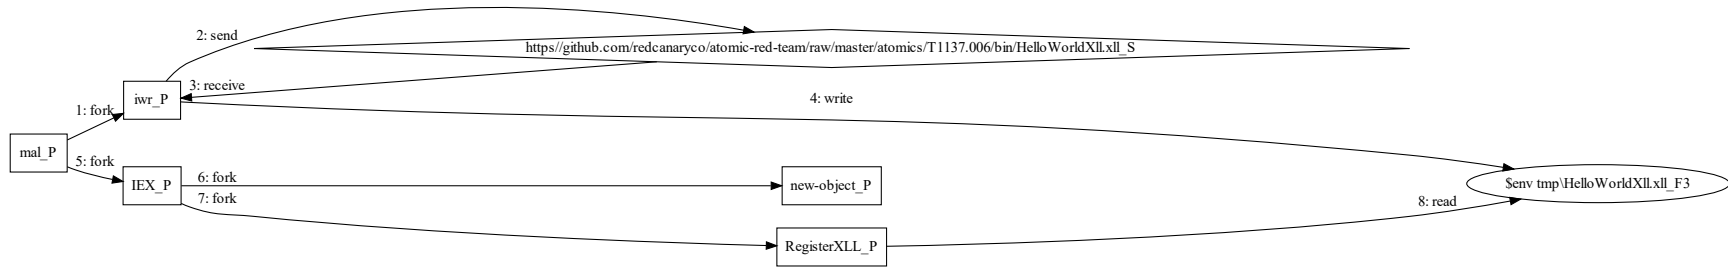 2: send
https//github.com/redcanaryco/atomic-red-team/raw/master/atomics/T1137.006/bin/HelloWorldXll.xll_S
3: receive
iwr_P
4: write
1: fork
mal_P
5: fork
IEX_P
6: fork
new-object_P
$env tmp\HelloWorldXll.xll_F3
7: fork
8: read
RegisterXLL_P